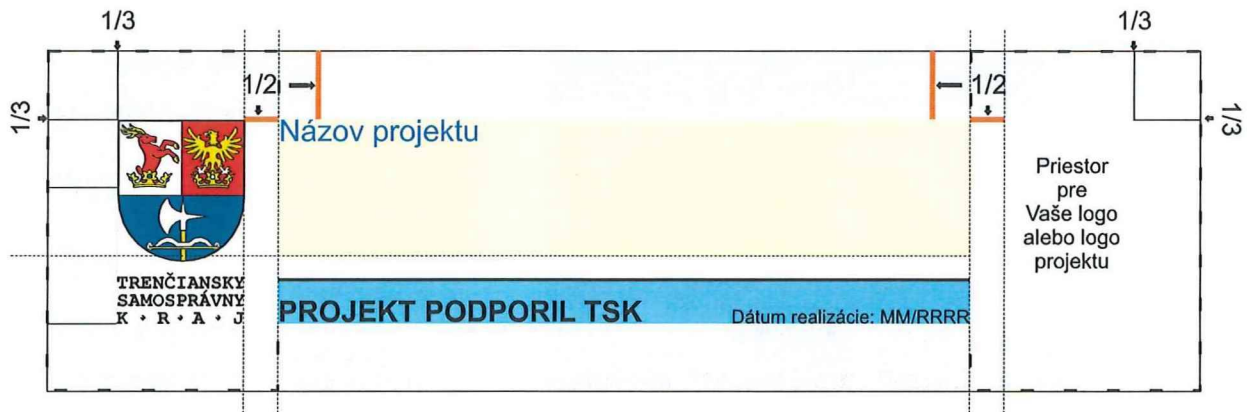 1/3
1/3
1/2
1/2
1/3
1/3
Názov projektu
Priestor
pre
Vaše logo
alebo logo
projektu
TRENČIANSKY
SAMOSPRÁVNY
K • R • A • J
PROJEKT PODPORIL TSK
Dátum realizácie: MM/RRRR